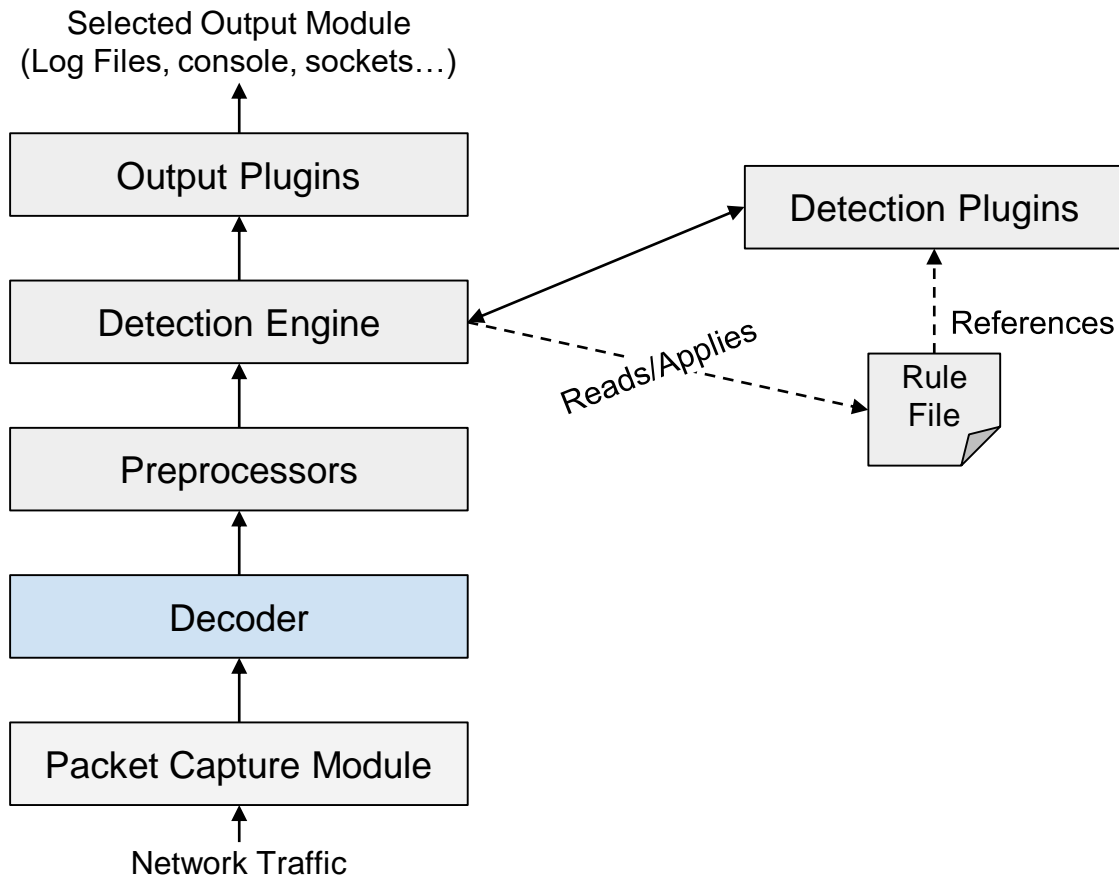 Selected Output Module
(Log Files, console, sockets…)
Output Plugins
Detection Plugins
Detection Engine
References
Reads/Applies
Rule
File
Preprocessors
Decoder
Packet Capture Module
Network Traffic